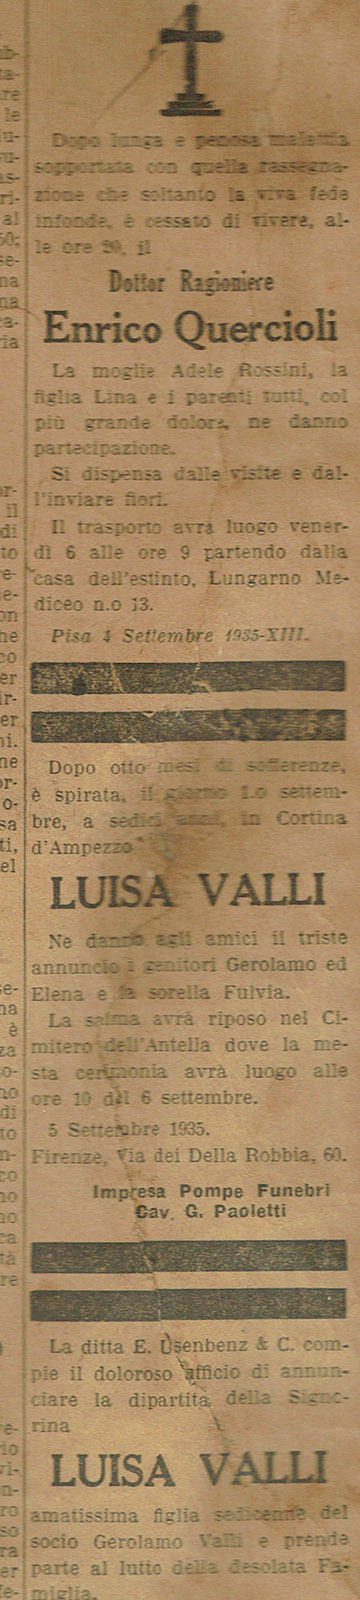 Dopo lunga e penosa malattia
sopportata con quella rassegna-
zione che soltanto la viva fede
infonde, è cessato di vivere, al-
le ore 20, il
Dottor Ragioniere
Enrico Quercioli
La moglie Adele Rossini, la
figlia Lina e i parenti tutti, col
più grande dolore, ne danno
partecipazione.
Si dispensa dalle visite e dal-
l'inviare fiori.
Il trasporto avrà luogo vener-
dì 6 alle ore 9 partendo dalla
casa dell'estinto, Lungarno Me-
diceo n.o 13.
Pisa 4 Settembre 1935-XIII.
Dopo otto mesi di sofferenze,
è spirata, il giorno 1.o settem-
bre, a sedici anni, in Cortina
d'Ampezzo
LUISA VALLI
Ne danno agli amici il triste
annuncio i genitori Gerolamo ed
Elena e la sorella Fulvia.
La salma avrà riposo nel Ci-
mitero dell'Antella dove la me-
sta cerimonia avrà luogo alle
ore 10 del 6 settembre.
5 Settembre 1935.
Firenze, Via dei Della Robbia, 60.
Impresa Pompe Funebri
Cav. G. Paoletti
La ditta E. Usenbenz & C. com-
pie il doloroso ufficio di annun-
ciare la dipartita della Signo-
rina
LUISA VALLI
amatissima figlia sedicenne del
socio Gerolamo Valli e prende
parte al lutto della desolata Fa-
miglia.